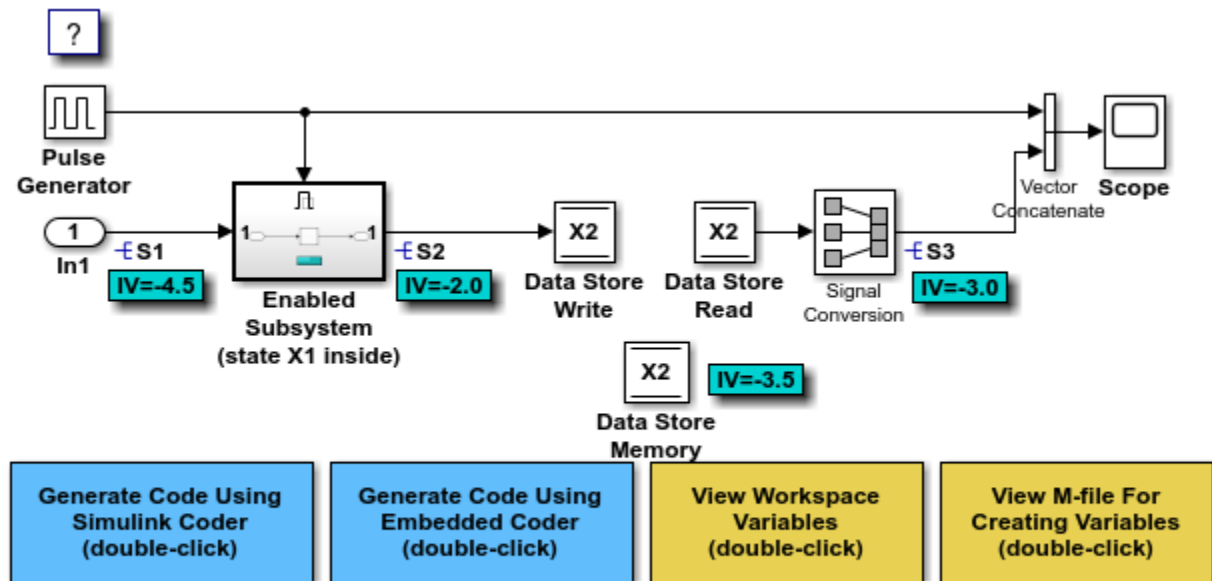 ?
Pulse
Generator
1
In1
S1
IV=-4.5
1
1
Enabled
Subsystem
(state X1 inside)
S2
IV=-2.0
X2
Data Store
Write
X2
Data Store
Read
Signal
Conversion
S3
IV=-3.0
Vector
Concatenate
Scope
X2
IV=-3.5
Data Store
Memory
Generate Code Using
Simulink Coder
(double-click)
Generate Code Using
Embedded Coder
(double-click)
View Workspace
Variables
(double-click)
View M-file For
Creating Variables
(double-click)